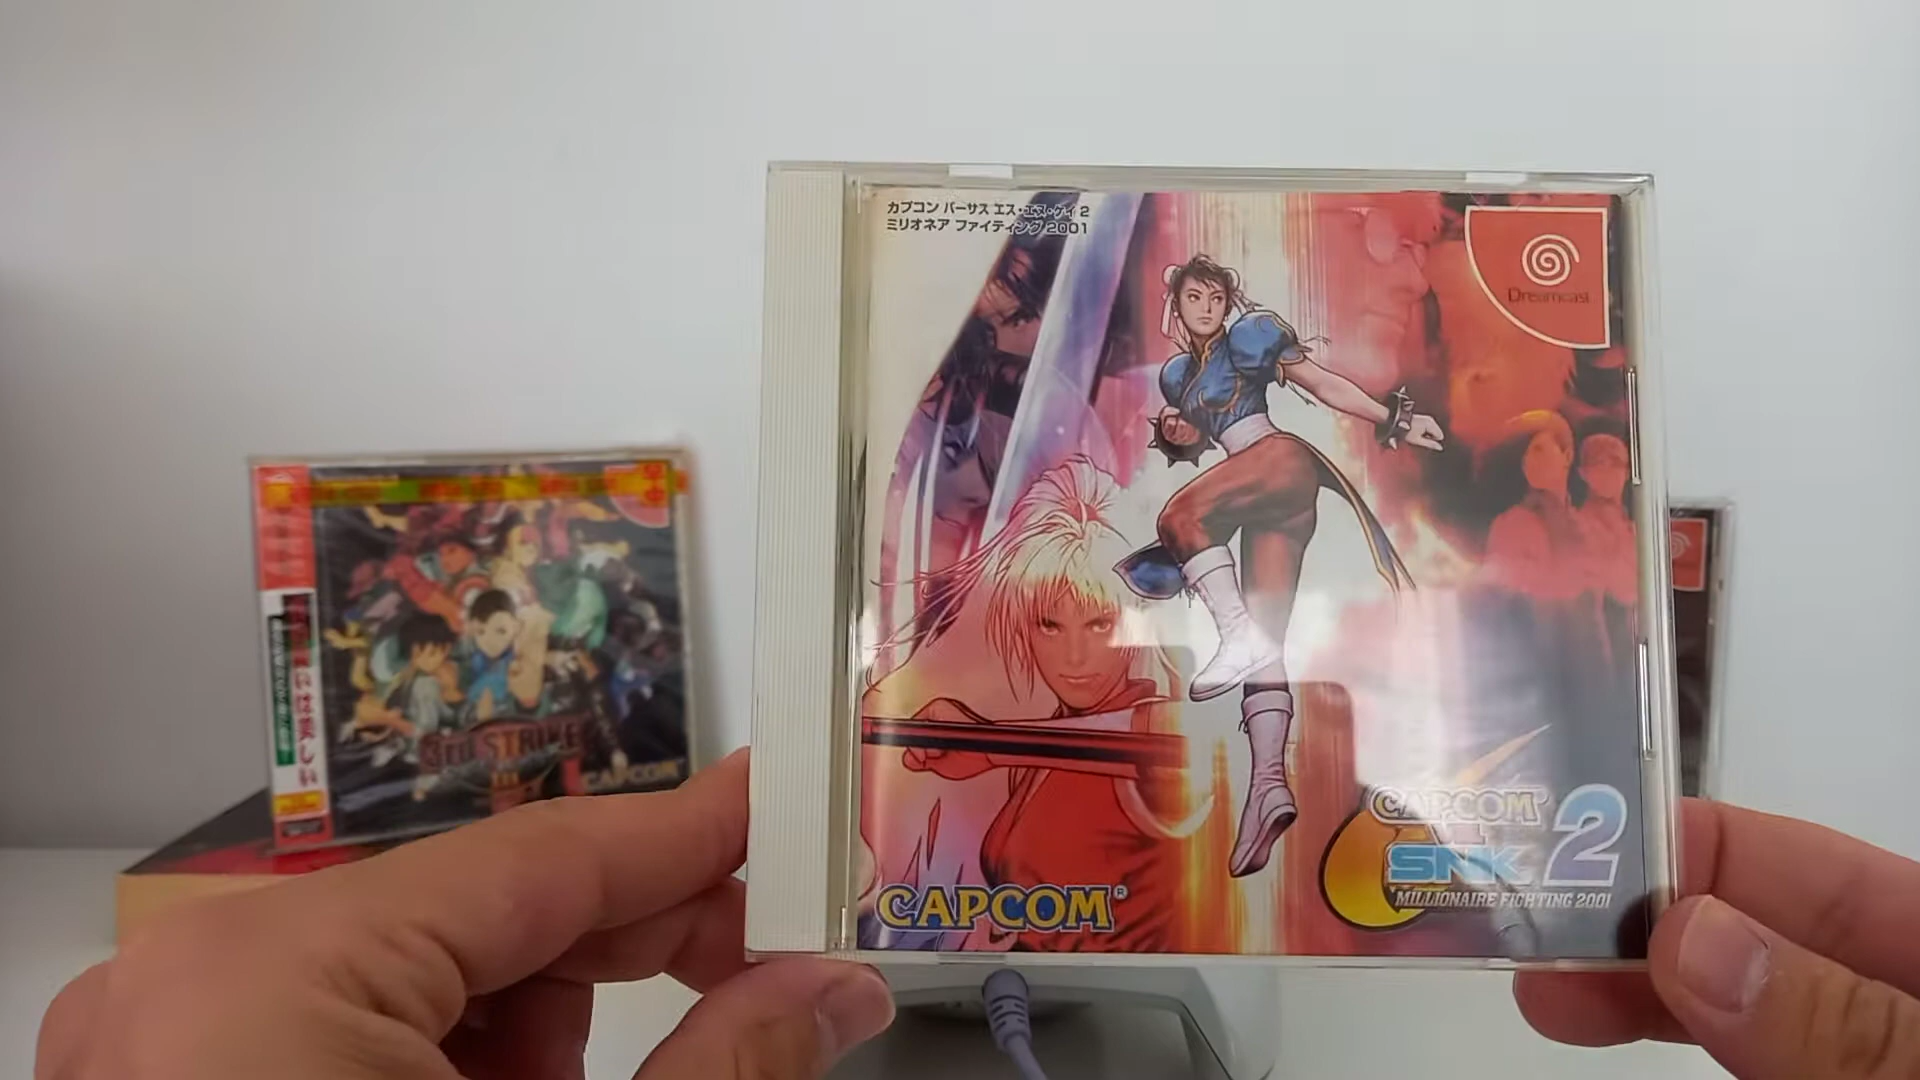 カプコン バーサス エス・エヌ・ケイ 2
ミリオネア ファイティング 2001
Dreamcast
CAPCOM
SNK 2
MILLIONAIRE FIGHTING 2001
CAPCOM®
3rd STRIKE
CAPCOM
いは美しい